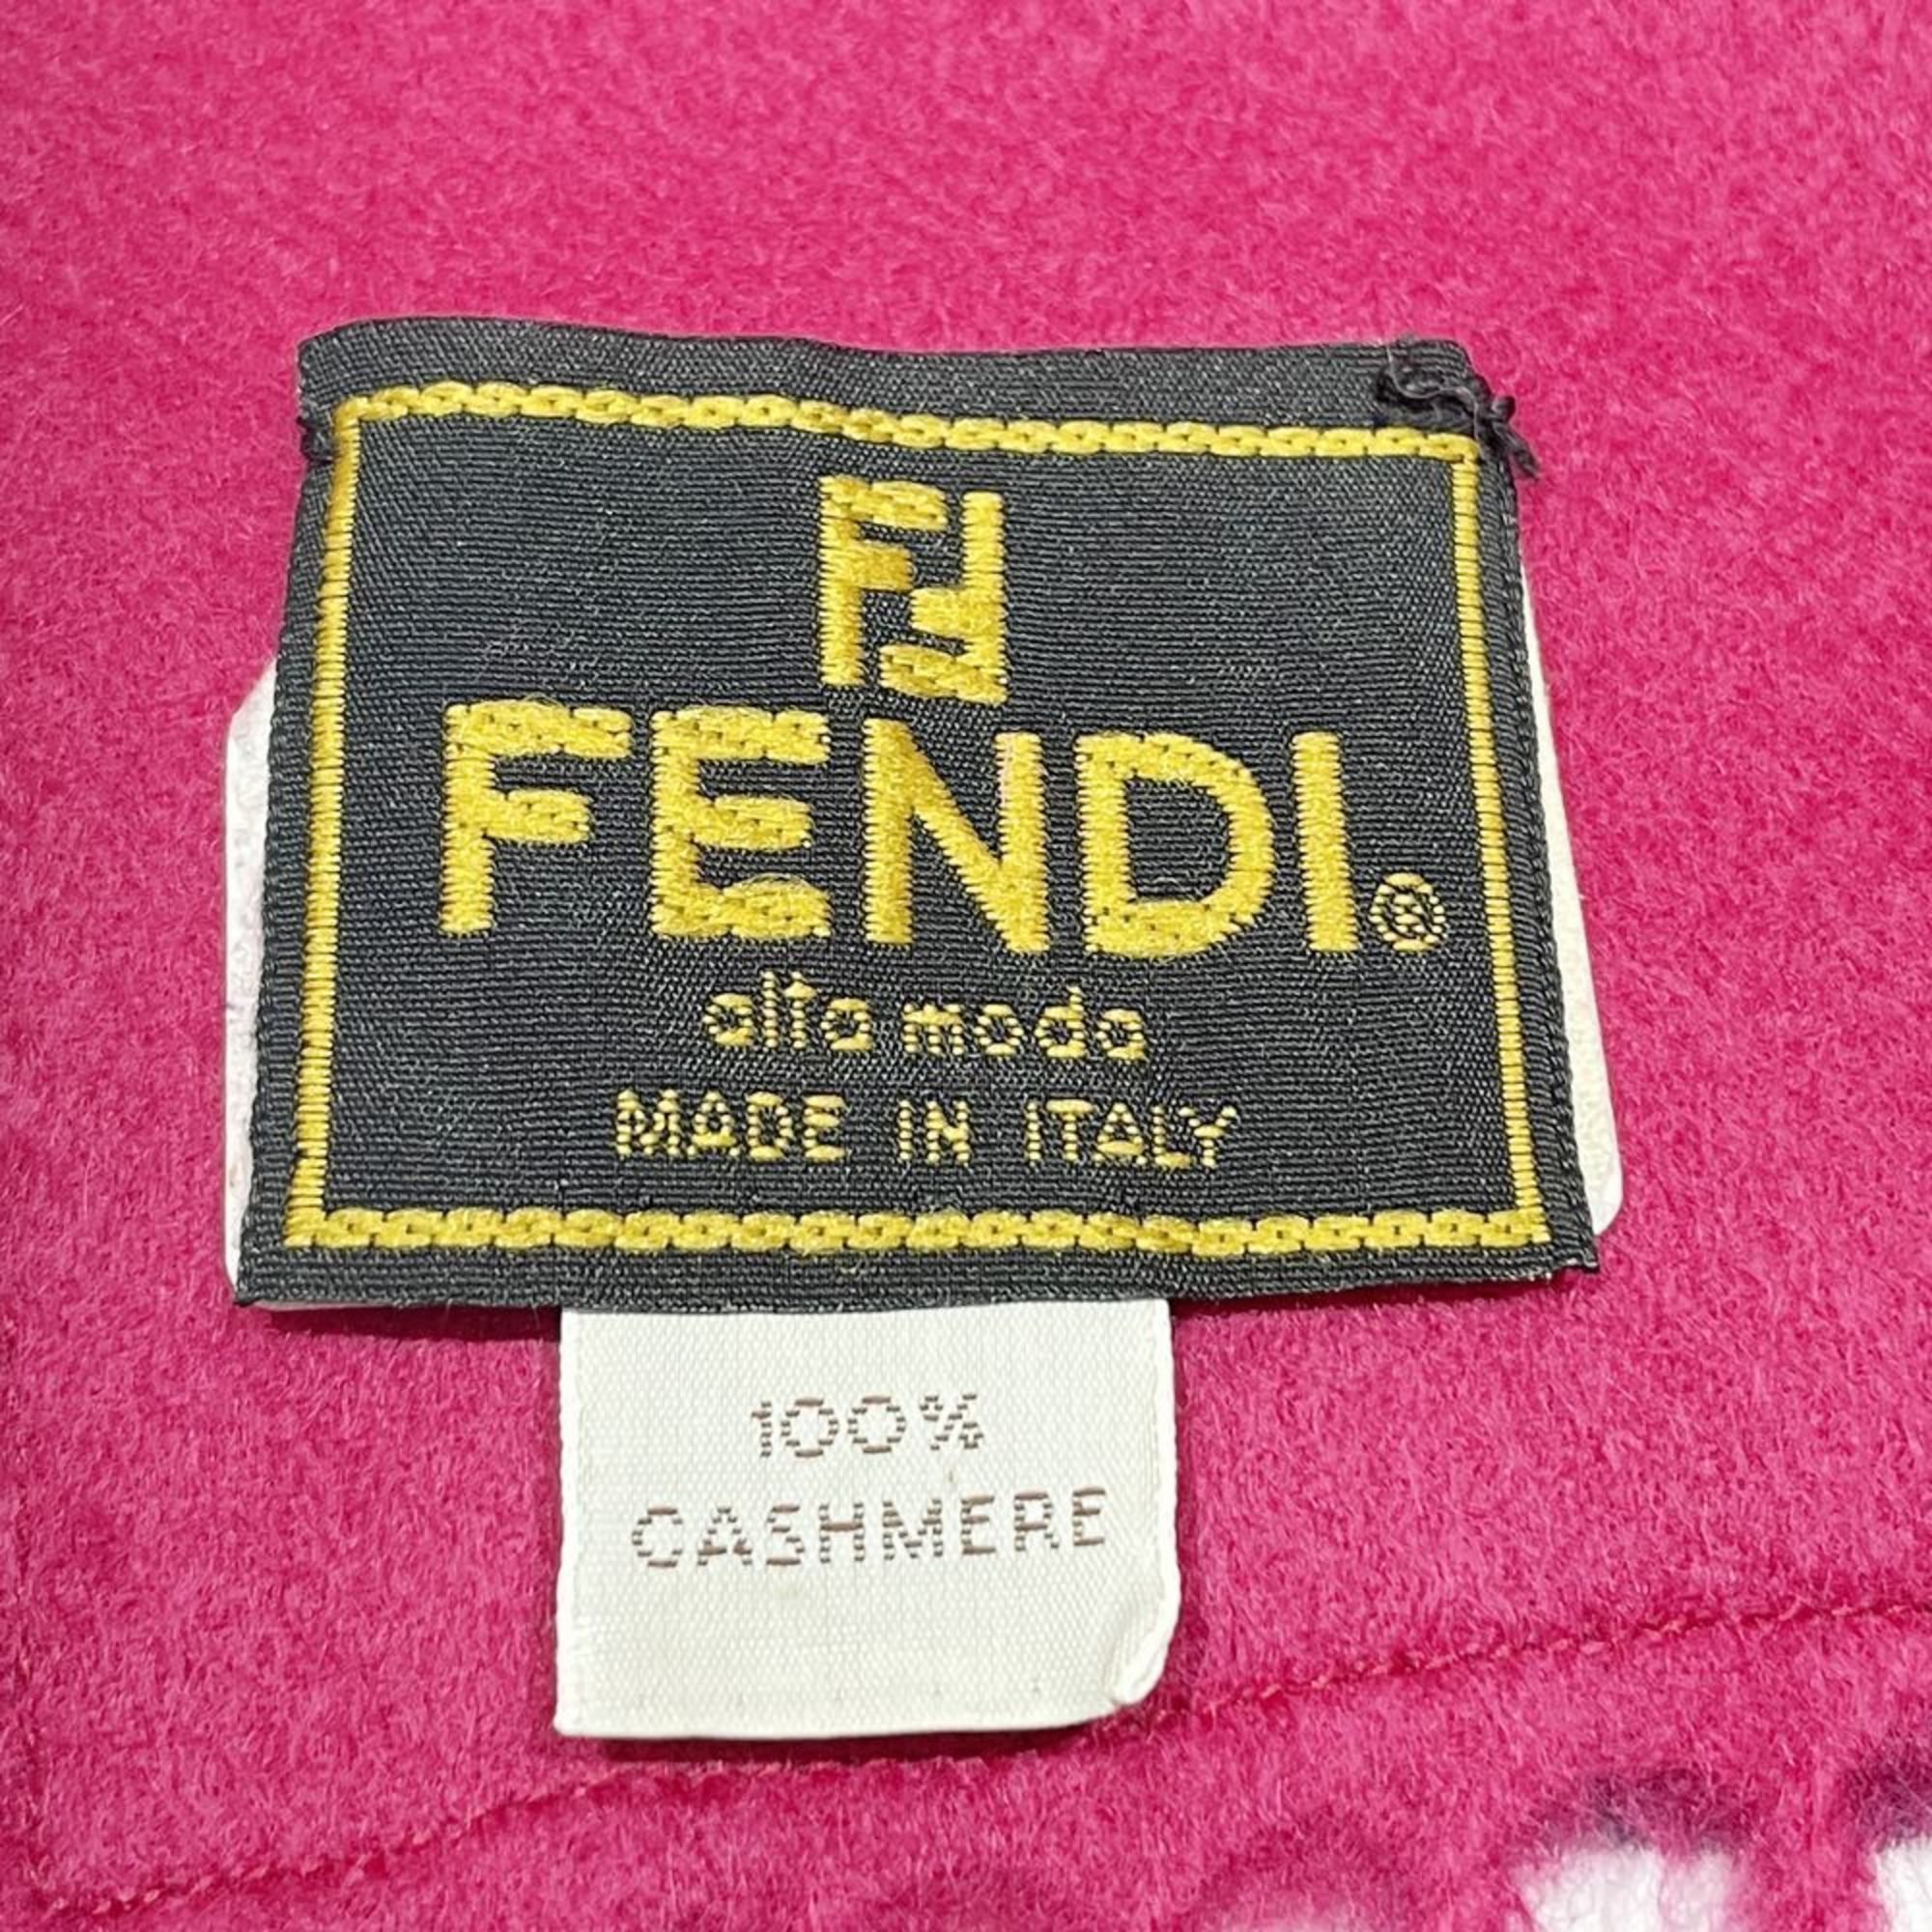 FF
FENDI®
alta moda
MADE IN ITALY
100%
CASHMERE